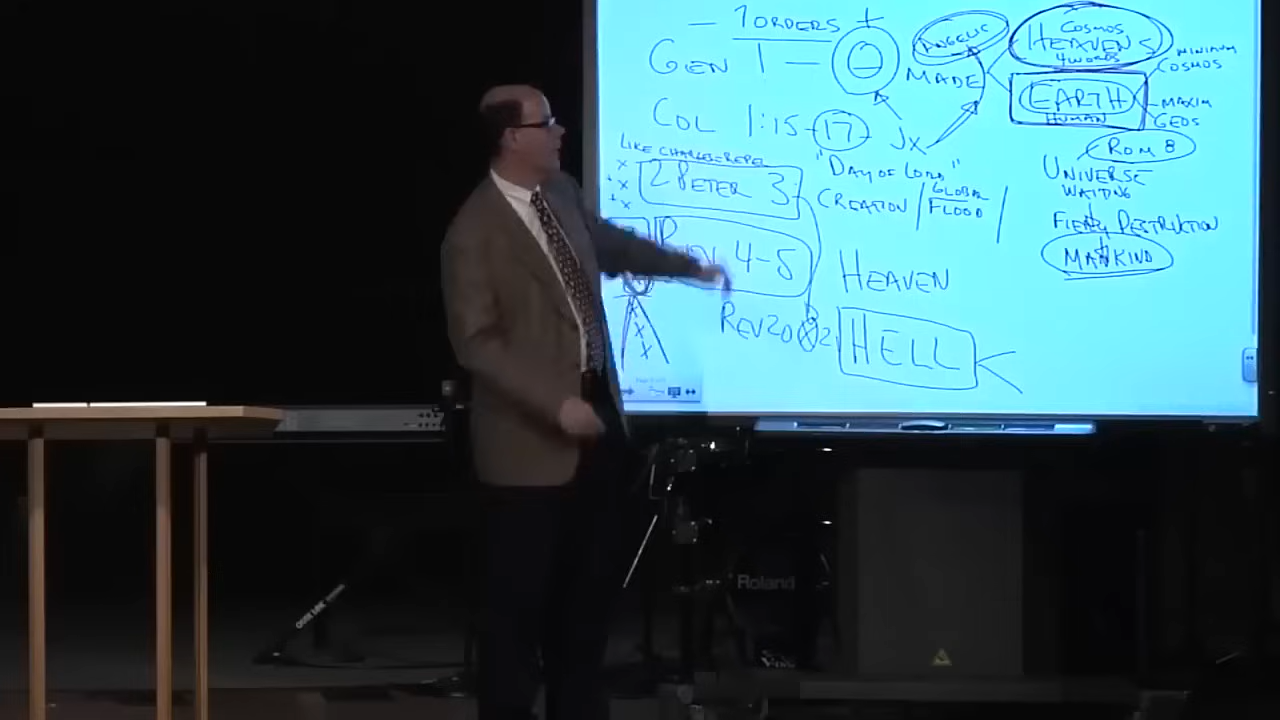 7 ORDERS
GEN 1 -
MADE
ANGELIC
COSMOS
HEAVENS
4 WORDS
MINIMUM
COSMOS
EARTH
HUMAN
MAXIM
GEOS
COL 1:15-17
JX
ROM 8
LIKE CHARGES REPEL
2 PETER 3
"DAY OF LORD"
CREATION / GLOBAL FLOOD /
UNIVERSE
WAITING
FIERY DESTRUCTION
MANKIND
REV 4-5
HEAVEN
REV 20
HELL
Roland